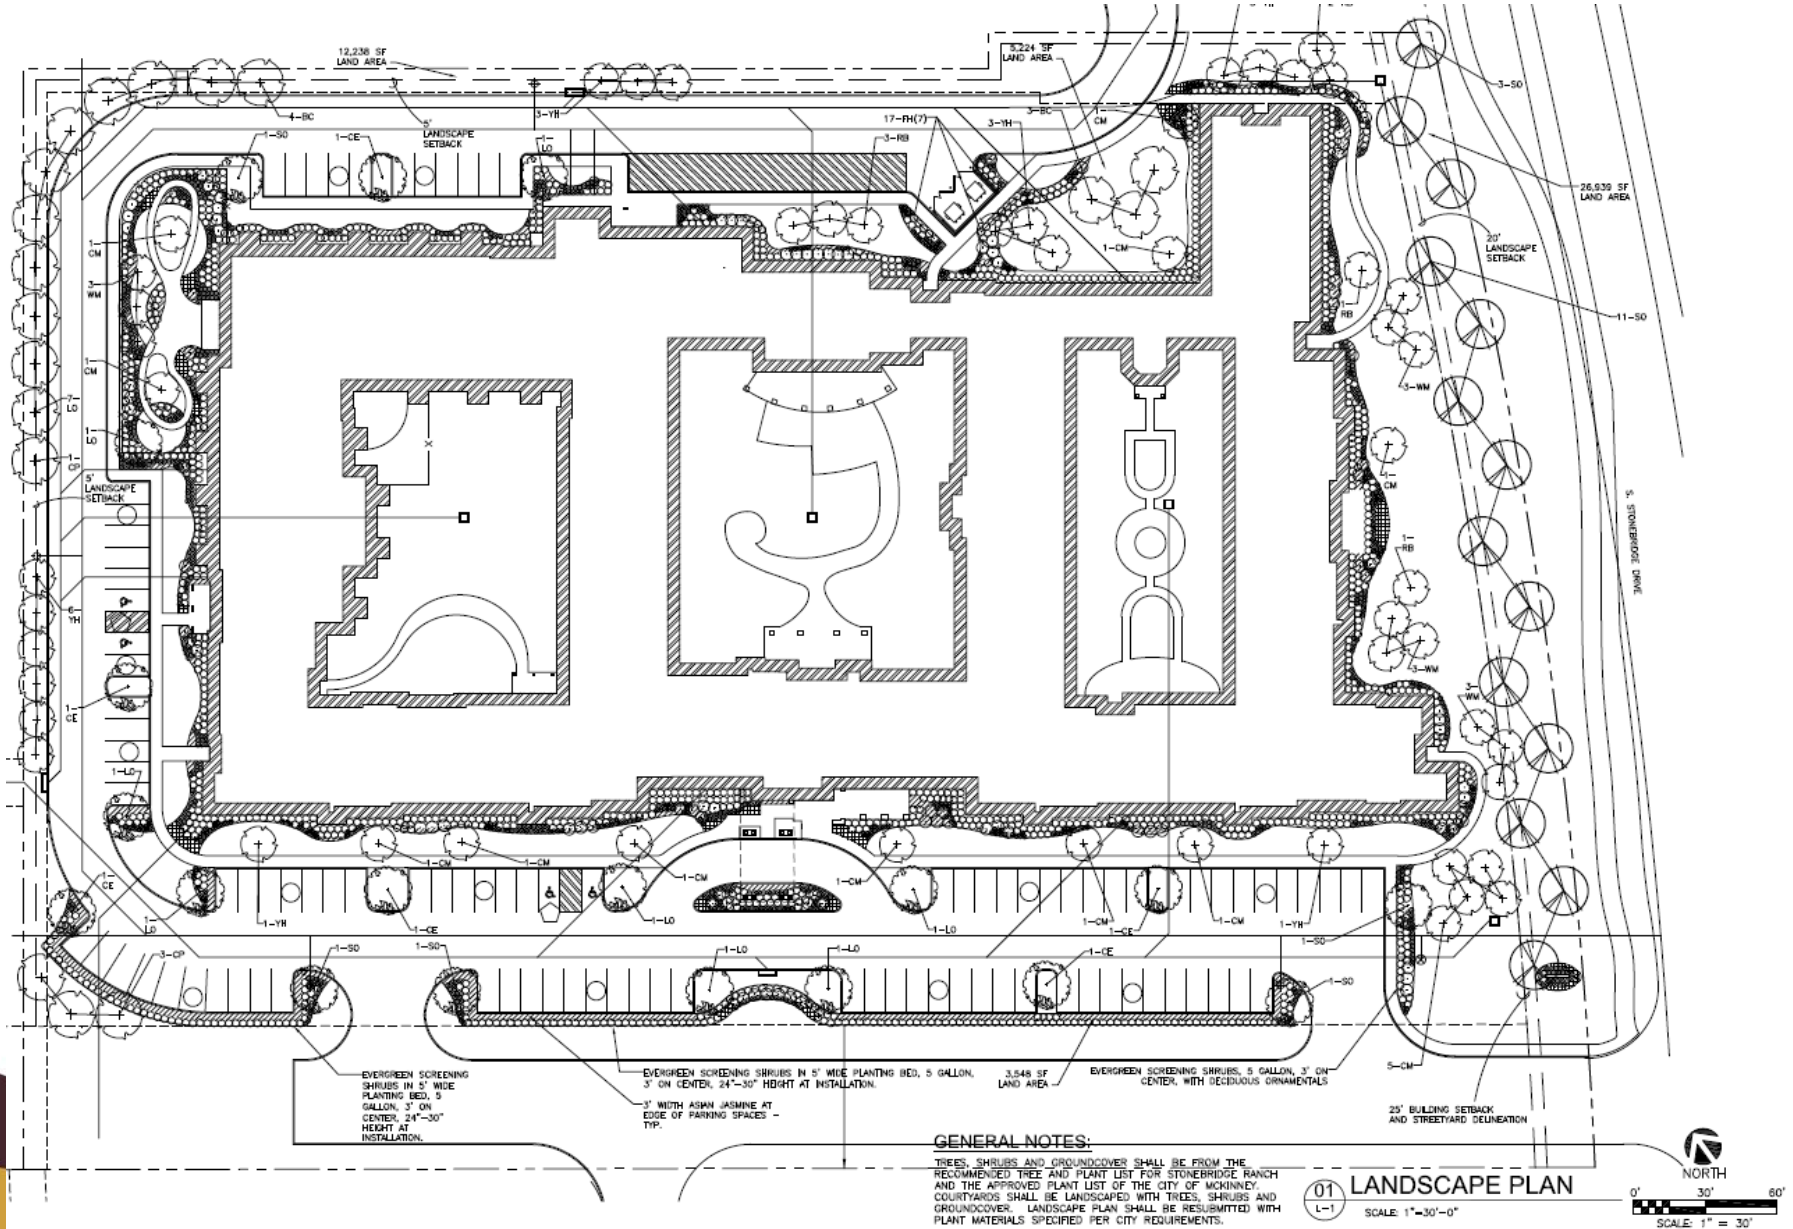 12,238 SF
LAND AREA
5,224 SF
LAND AREA
3-SO
4-BC
5'
LANDSCAPE
SETBACK
1-SO
1-CE
1-
LO
3-YH
17-FH(7)
3-RB
3-YH
3-BC
1-
CM
26,939 SF
LAND AREA
20'
LANDSCAPE
SETBACK
1-
CM
3-
WM
1-CM
1-
RB
11-SO
1-
CM
3-WM
7-
LO
1-
LO
1-
CP
5'
LANDSCAPE
SETBACK
1-
CM
S. STONEBRIDGE DRIVE
1-
RB
6-
YH
3-WM
3-
WM
1-
CE
1-LO
1-CM
1-CM
1-CM
1-CM
1-
CE
1-
LO
1-YH
1-CE
1-LO
1-LO
1-CM
1-CE
1-CM
1-YH
1-SO
3-CP
1-SO
1-SO
1-LO
1-LO
1-CE
1-SO
5-CM
EVERGREEN SCREENING
SHRUBS IN 5' WIDE
PLANTING BED, 5
GALLON, 3' ON
CENTER, 24"-30"
HEIGHT AT
INSTALLATION.
EVERGREEN SCREENING SHRUBS IN 5' WIDE PLANTING BED, 5 GALLON,
3' ON CENTER, 24"-30" HEIGHT AT INSTALLATION.
3' WIDTH ASIAN JASMINE AT
EDGE OF PARKING SPACES -
TYP.
3,548 SF
LAND AREA
EVERGREEN SCREENING SHRUBS, 5 GALLON, 3' ON
CENTER, WITH DECIDUOUS ORNAMENTALS
25' BUILDING SETBACK
AND STREETYARD DELINEATION
GENERAL NOTES:
TREES, SHRUBS AND GROUNDCOVER SHALL BE FROM THE
RECOMMENDED TREE AND PLANT LIST FOR STONEBRIDGE RANCH
AND THE APPROVED PLANT LIST OF THE CITY OF MCKINNEY.
COURTYARDS SHALL BE LANDSCAPED WITH TREES, SHRUBS AND
GROUNDCOVER. LANDSCAPE PLAN SHALL BE RESUBMITTED WITH
PLANT MATERIALS SPECIFIED PER CITY REQUIREMENTS.
01
L-1
LANDSCAPE PLAN
SCALE: 1"=30'-0"
NORTH
0' 30' 60'
SCALE: 1" = 30'